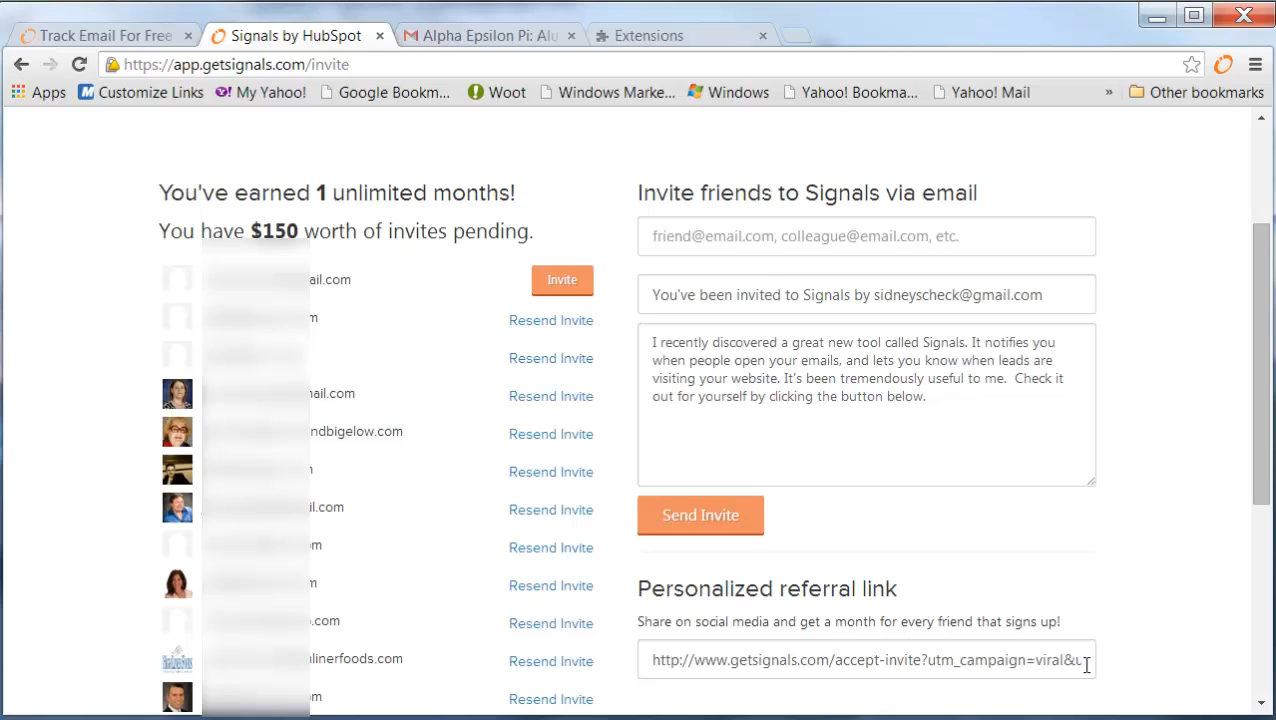 Track Email For Free
Signals by HubSpot
Alpha Epsilon Pi: Alu
Extensions
https://app.getsignals.com/invite
Apps
Customize Links
My Yahoo!
Google Bookm...
Woot
Windows Marke...
Windows
Yahoo! Bookma...
Yahoo! Mail
»
Other bookmarks
You've earned 1 unlimited months!
You have $150 worth of invites pending.
ail.com
Invite
m
Resend Invite
Resend Invite
nail.com
Resend Invite
ndbigelow.com
Resend Invite
Resend Invite
il.com
Resend Invite
om
Resend Invite
Resend Invite
o.com
Resend Invite
nlinerfoods.com
Resend Invite
om
Resend Invite
Invite friends to Signals via email
friend@email.com, colleague@email.com, etc.
You've been invited to Signals by sidneyscheck@gmail.com
I recently discovered a great new tool called Signals. It notifies you
when people open your emails, and lets you know when leads are
visiting your website. It's been tremendously useful to me. Check it
out for yourself by clicking the button below.
Send Invite
Personalized referral link
Share on social media and get a month for every friend that signs up!
http://www.getsignals.com/accept-invite?utm_campaign=viral&u